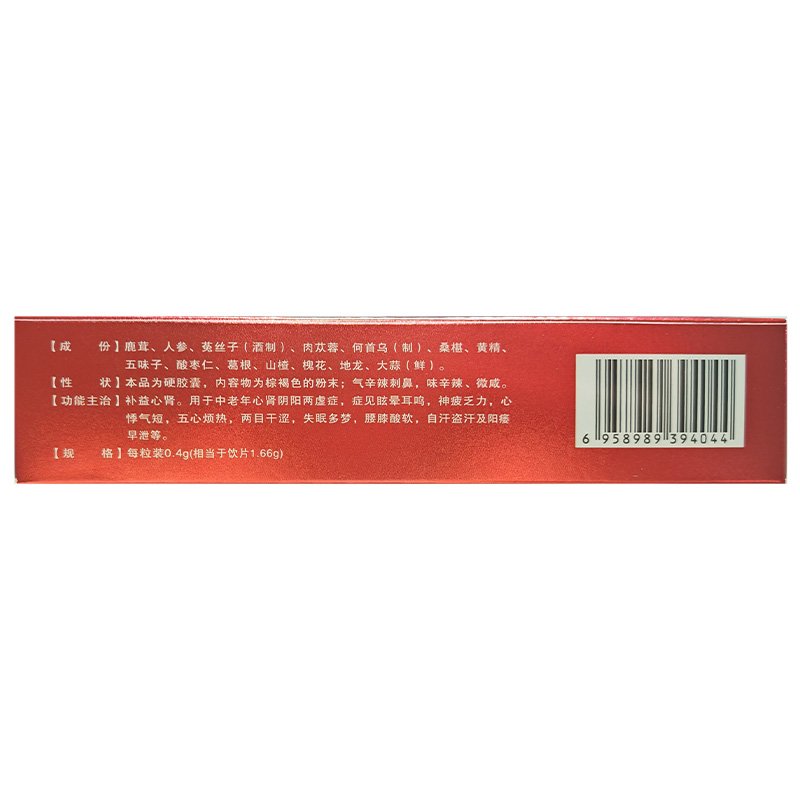 【成　份】鹿茸、人参、菟丝子(酒制)、肉苁蓉、何首乌(制)、桑椹、黄精、
五味子、酸枣仁、葛根、山楂、槐花、地龙、大蒜(鲜)。
【性　状】本品为硬胶囊，内容物为棕褐色的粉末；气辛辣刺鼻，味辛辣、微咸。
【功能主治】补益心肾。用于中老年心肾阴阳两虚症，症见眩晕耳鸣，神疲乏力，心
悸气短，五心烦热，两目干涩，失眠多梦，腰膝酸软，自汗盗汗及阳痿
早泄等。
【规　格】每粒装0.4g(相当于饮片1.66g)
6 958989 394044